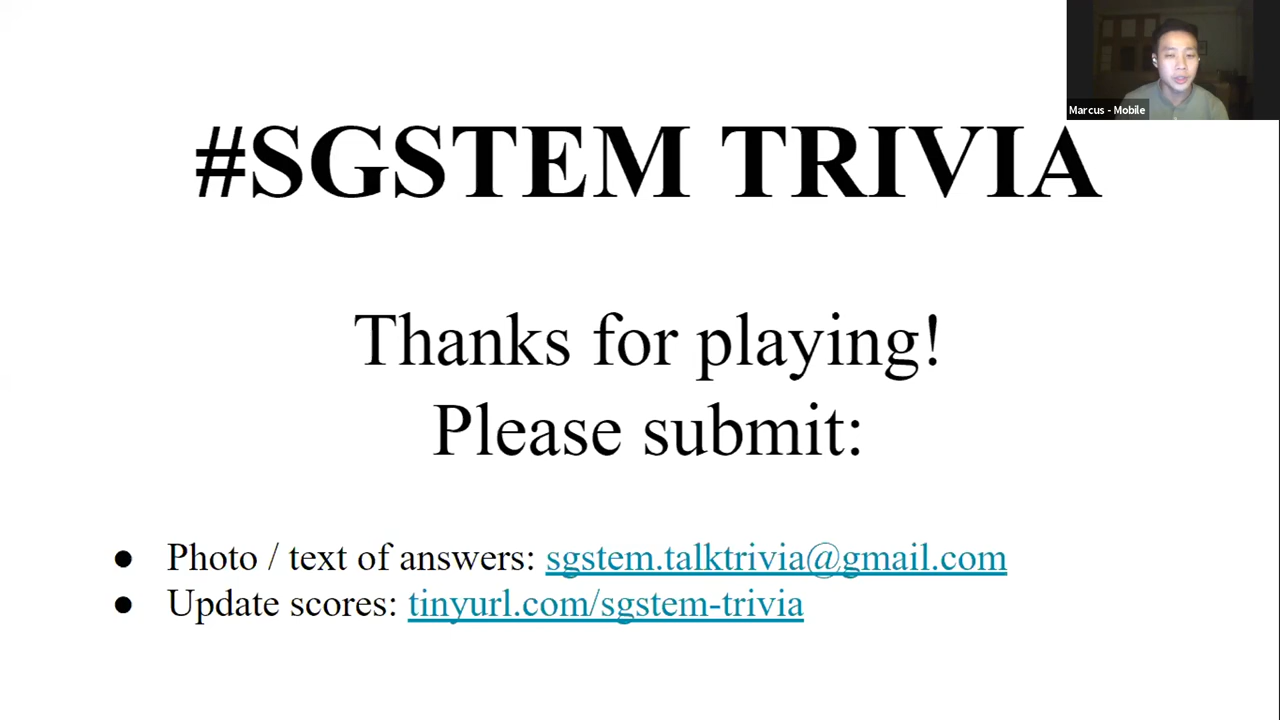 Marcus - Mobile
#SGSTEM TRIVIA
Thanks for playing!
Please submit:
● Photo / text of answers: sgstem.talktrivia@gmail.com
● Update scores: tinyurl.com/sgstem-trivia